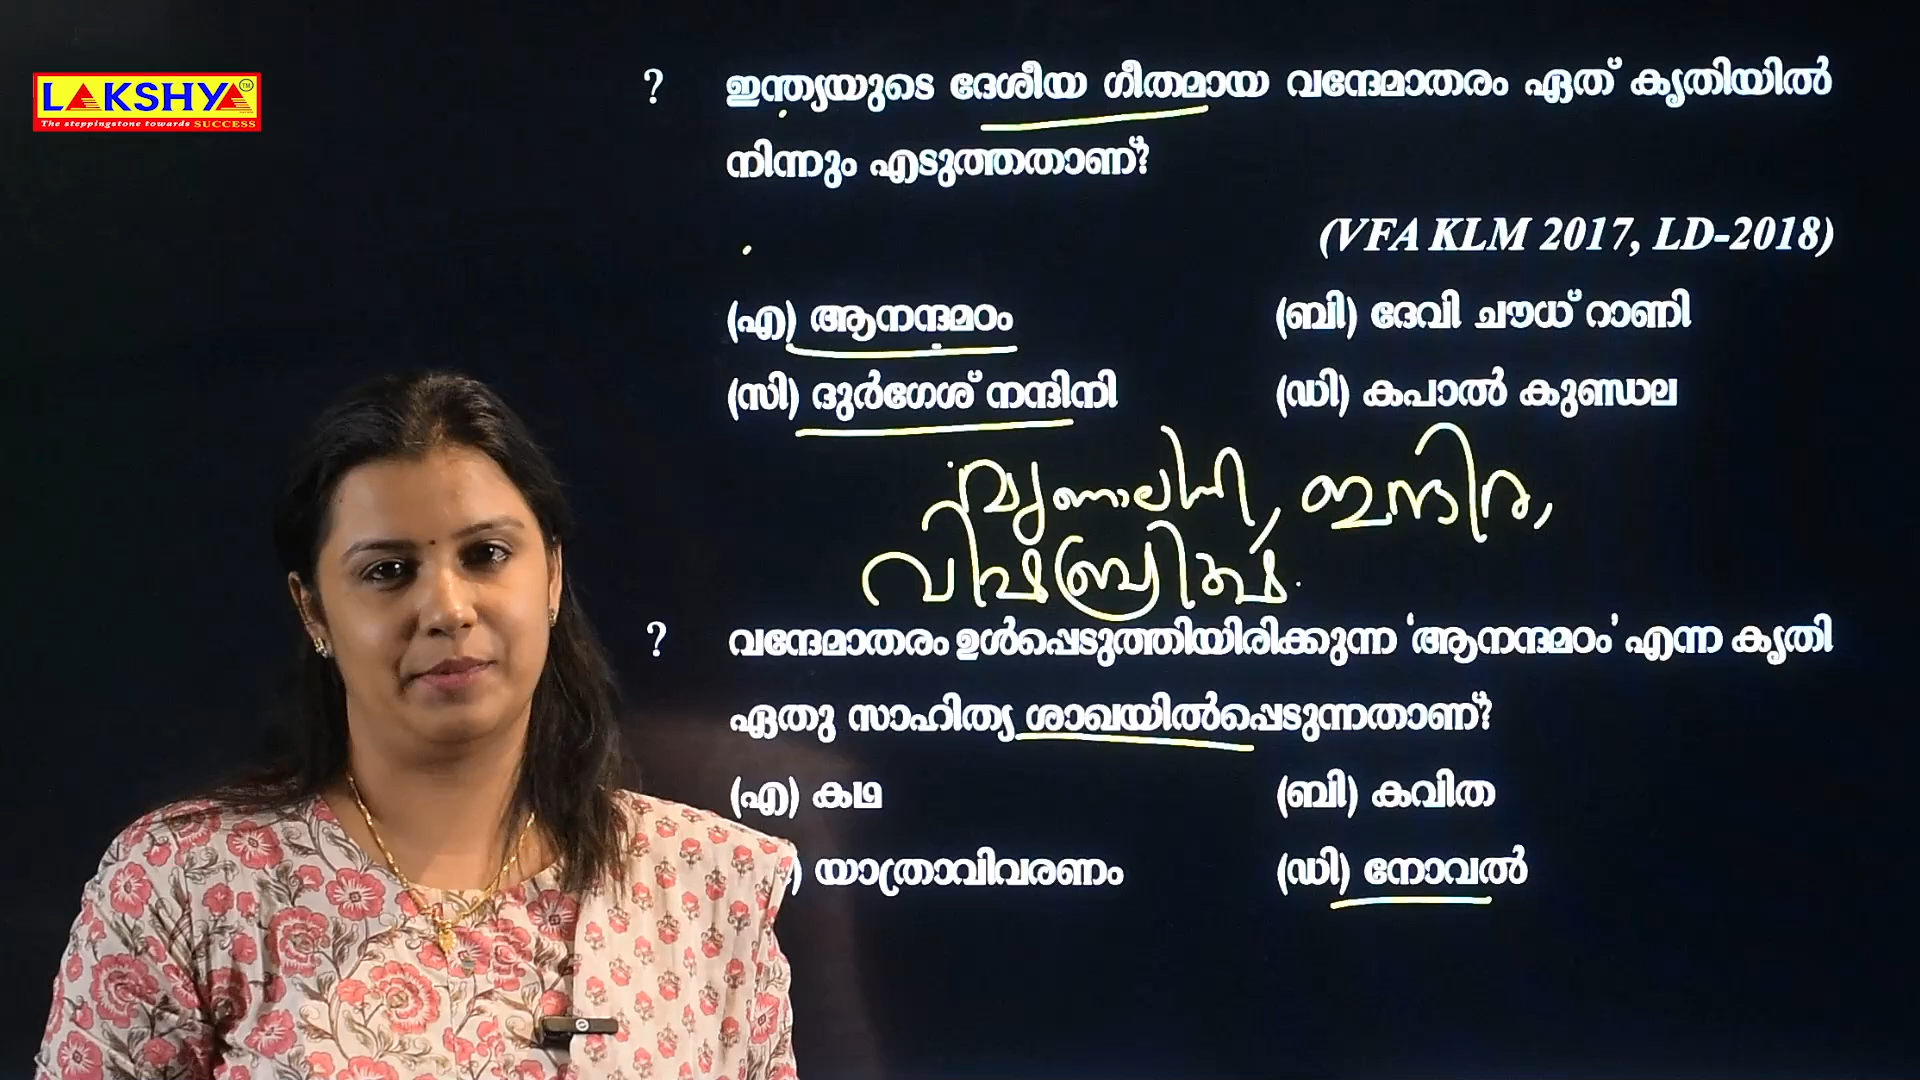 LAKSHYA
The steppingstone towards SUCCESS
? ഇന്ത്യയുടെ ദേശീയ ഗീതമായ വന്ദേമാതരം ഏത് കൃതിയിൽ
നിന്നും എടുത്തതാണ്?
(VFA KLM 2017, LD-2018)
(എ) ആനന്ദമഠം (ബി) ദേവി ചൗധ് റാണി
(സി) ദുർഗേശ് നന്ദിനി (ഡി) കപാൽ കുണ്ഡല
മൃണാലിനി, ഇന്ദിര,
വിഷബ്രിക്ഷ.
? വന്ദേമാതരം ഉൾപ്പെടുത്തിയിരിക്കുന്ന 'ആനന്ദമഠം' എന്ന കൃതി
ഏതു സാഹിത്യ ശാഖയിൽപ്പെടുന്നതാണ്?
(എ) കഥ (ബി) കവിത
) യാത്രാവിവരണം (ഡി) നോവൽ